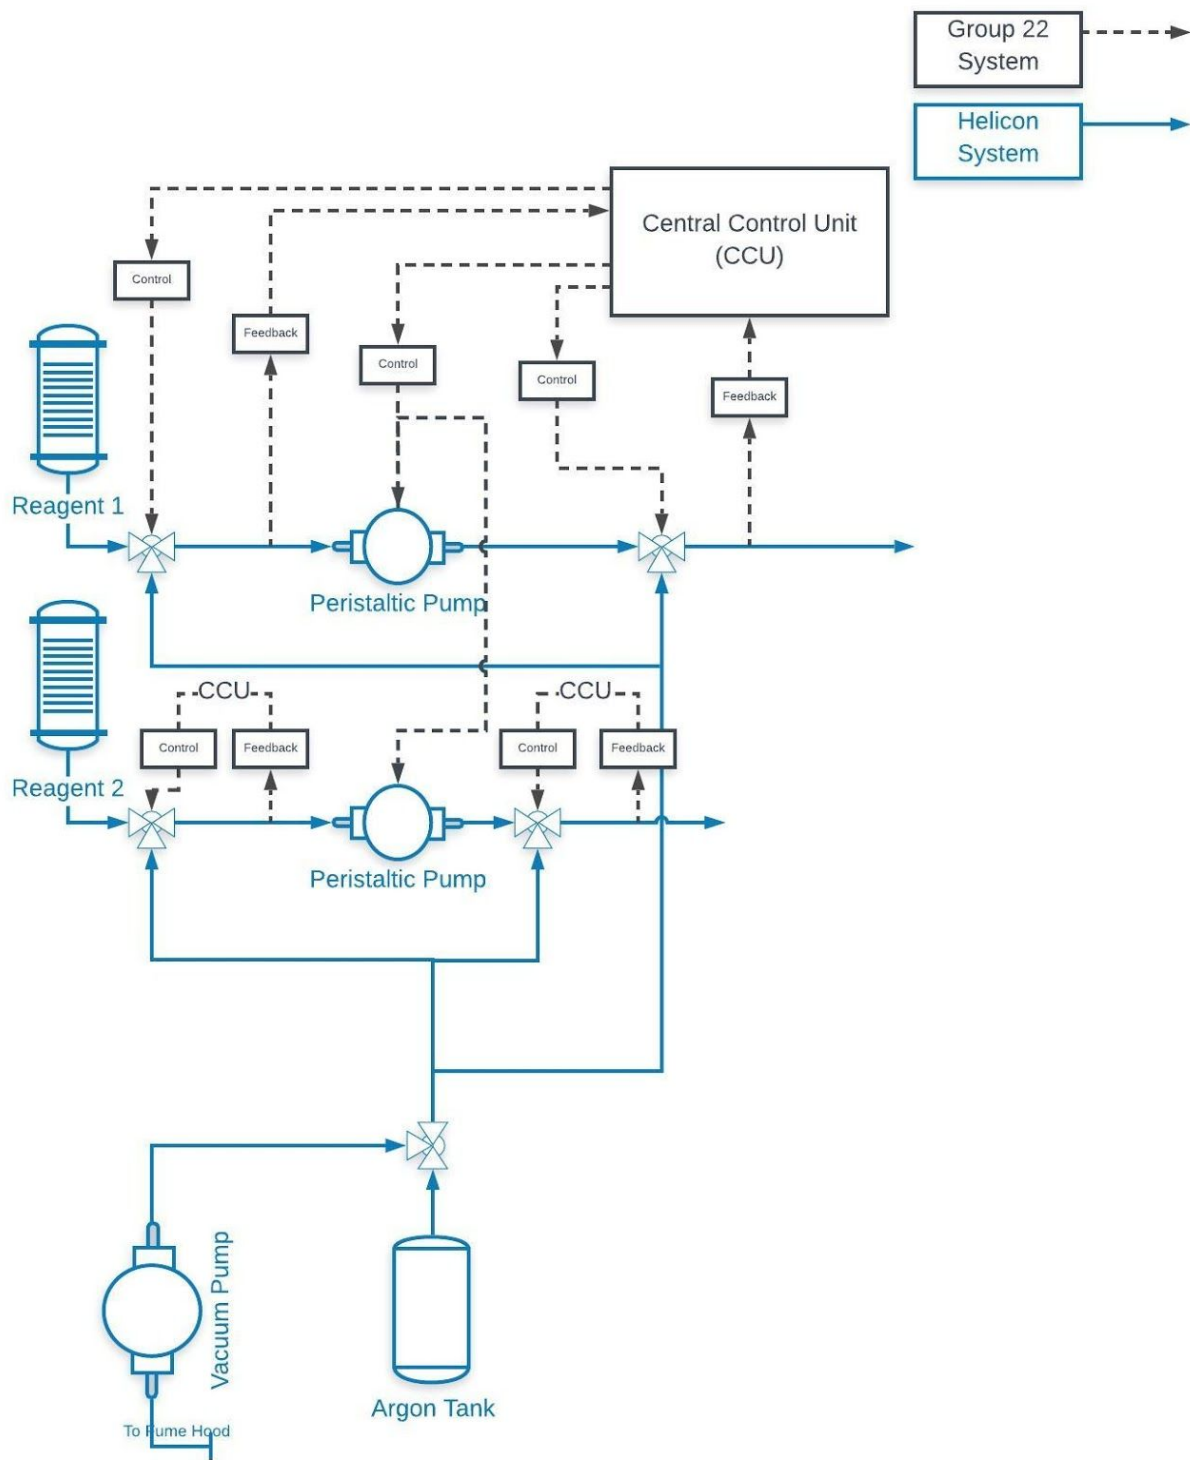 Group 22
System
Helicon
System
Central Control Unit
(CCU)
Control
Feedback
Control
Control
Feedback
Reagent 1
Peristaltic Pump
CCU
CCU
Control
Feedback
Control
Feedback
Reagent 2
Peristaltic Pump
Vacuum Pump
Argon Tank
To Fume Hood